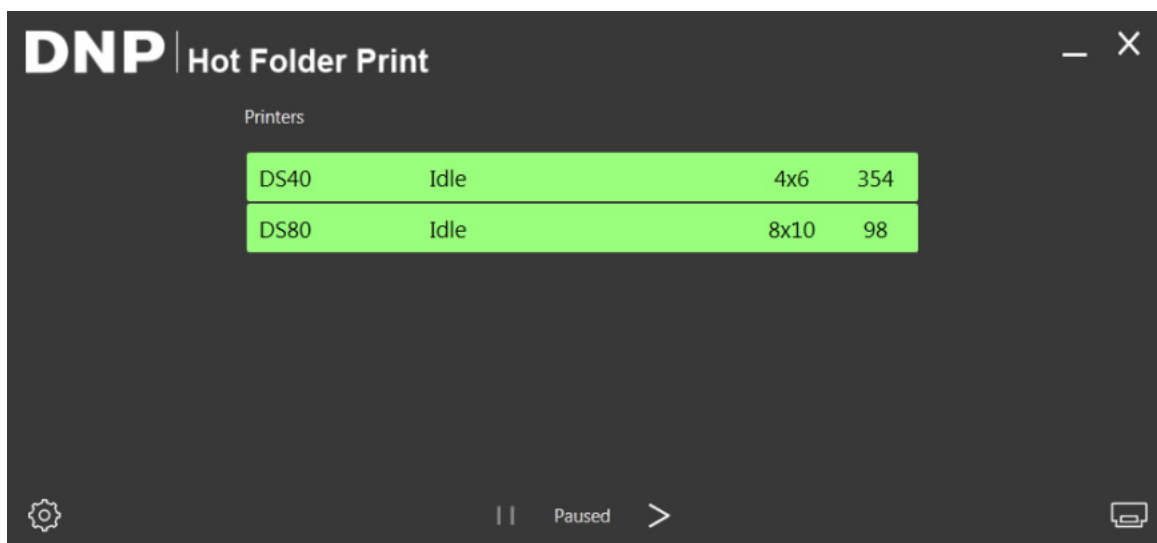 DNP Hot Folder Print
Printers
DS40 Idle 4x6 354
DS80 Idle 8x10 98
Paused